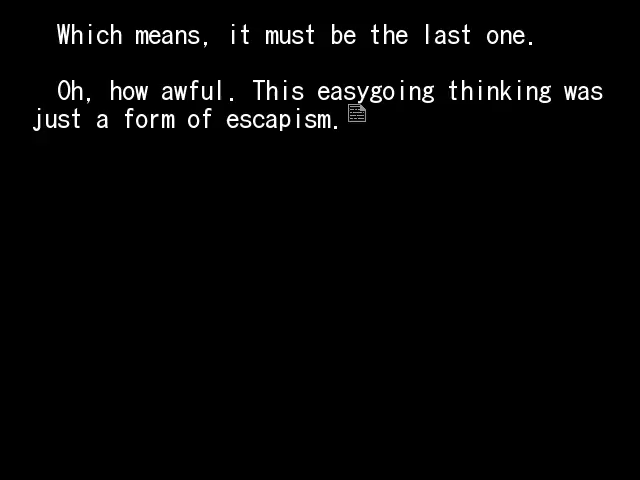 Which means, it must be the last one.
Oh, how awful. This easygoing thinking was
just a form of escapism.